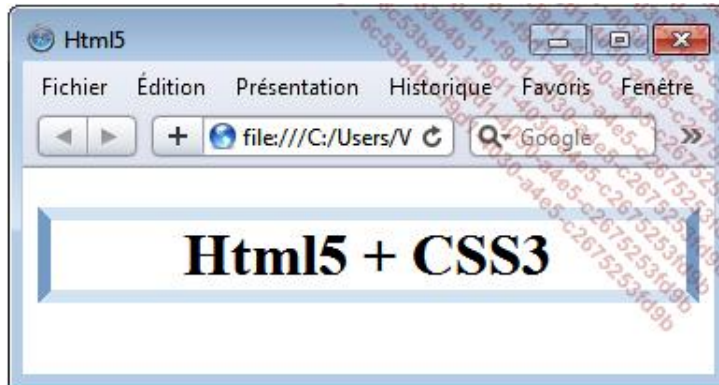 Html5
Fichier Édition Présentation Historique Favoris Fenêtre
+ file:///C:/Users/V Google »
Html5 + CSS3